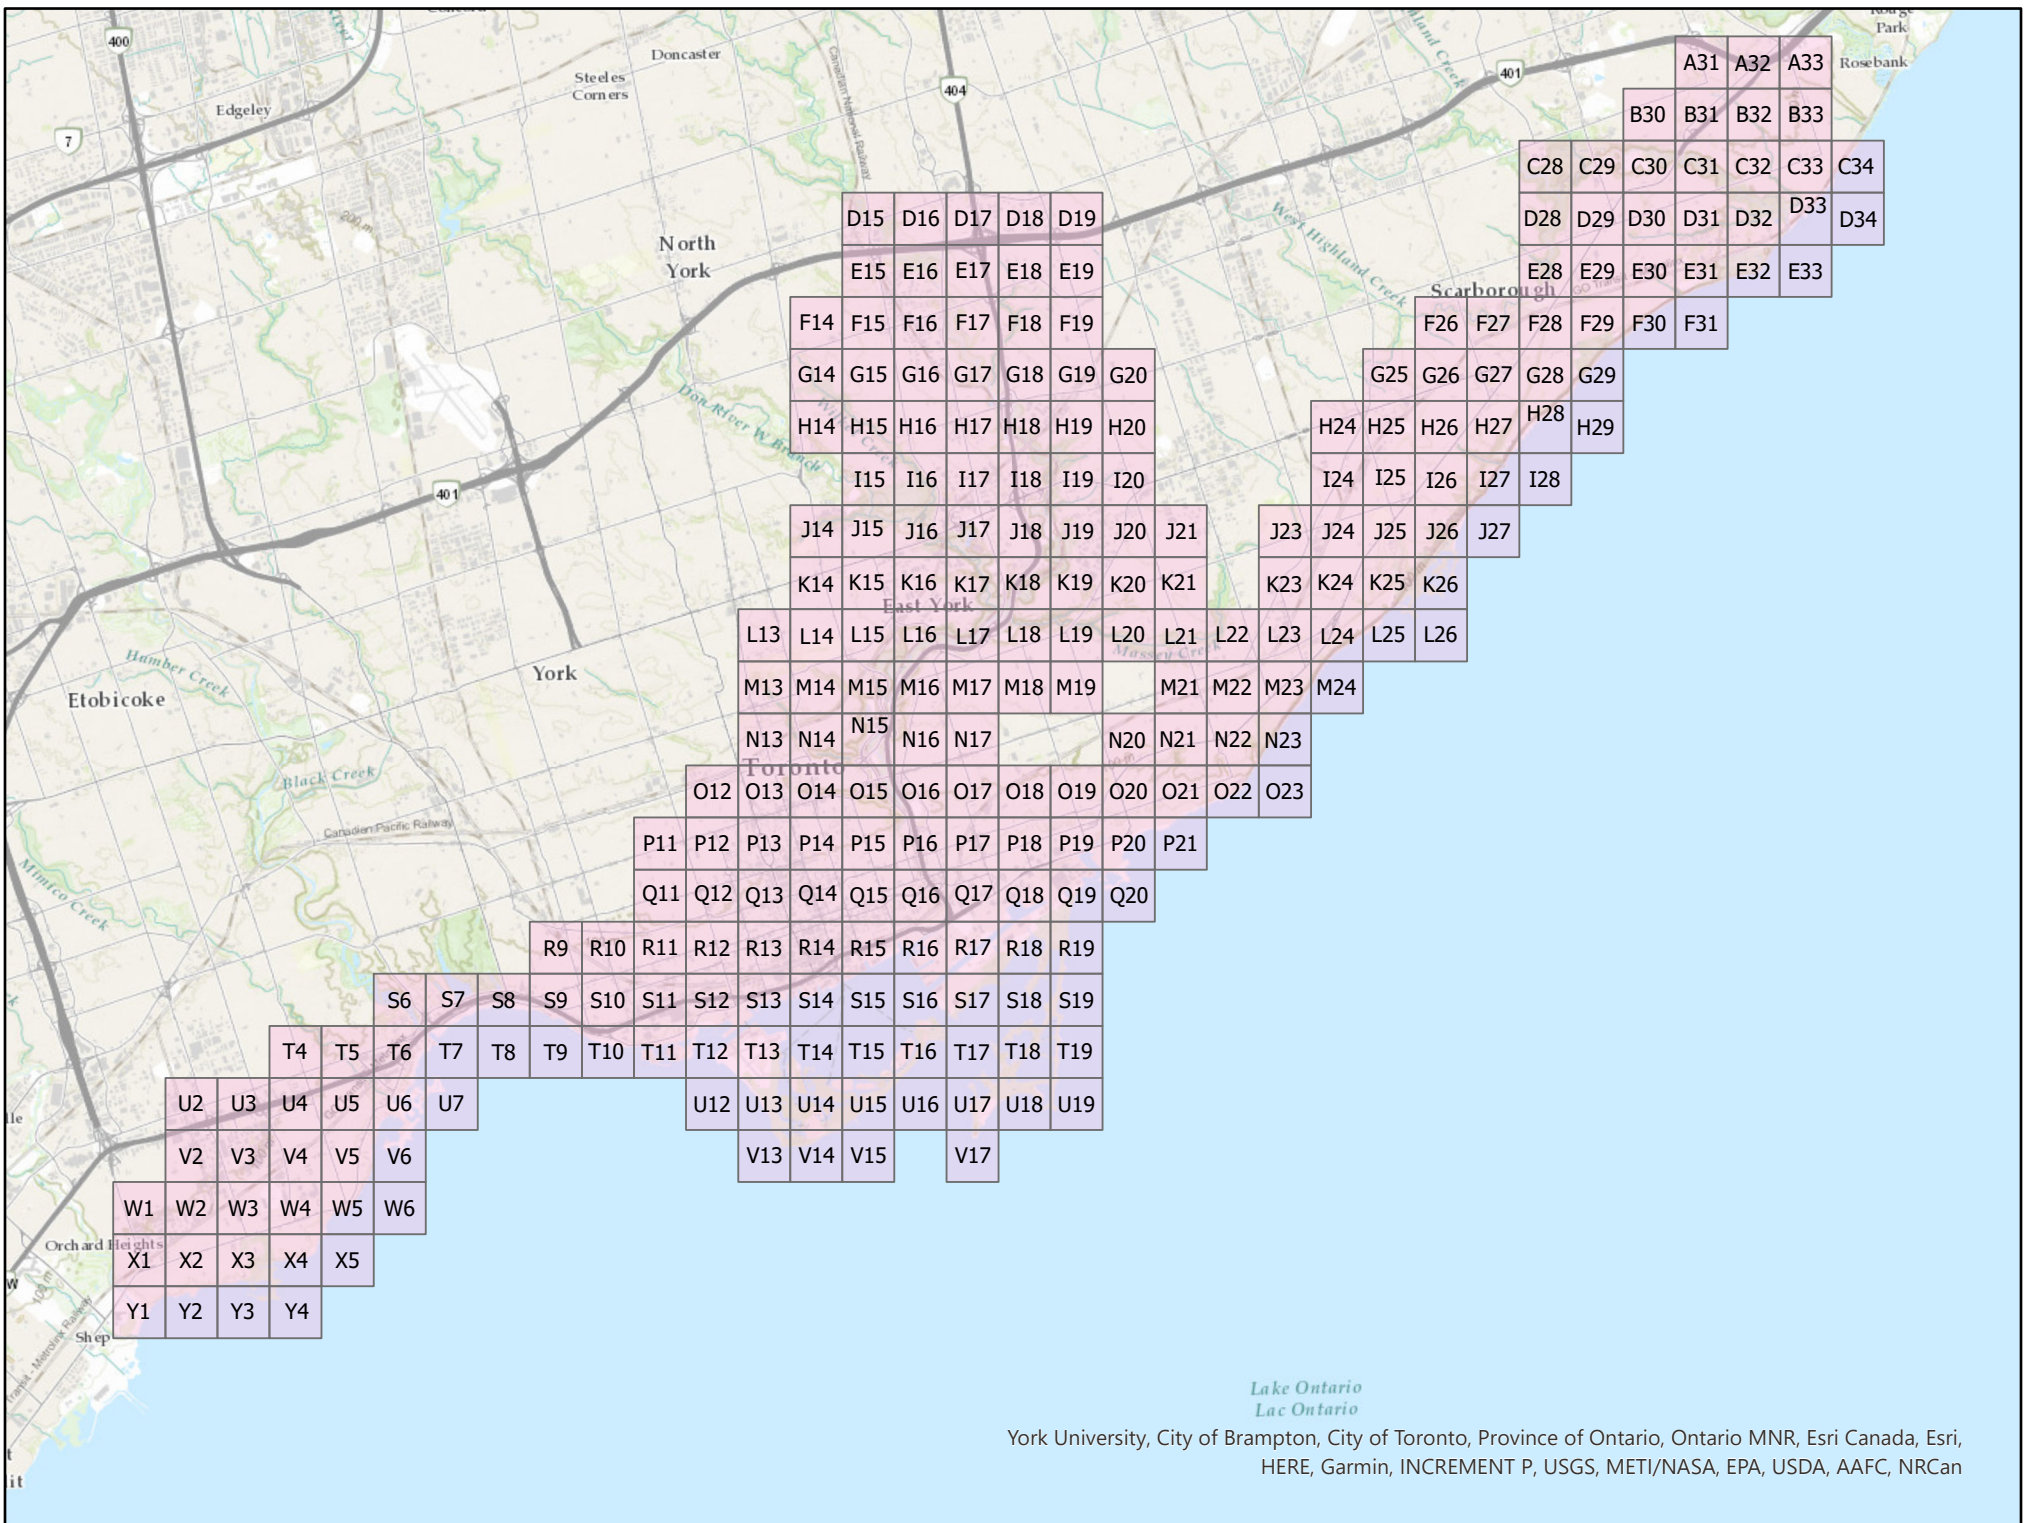 400
Doncaster
404
401
Park
Rosebank
Steeles
Corners
Edgeley
7
Canadian National Railway
A31 A32 A33
B30 B31 B32 B33
C28 C29 C30 C31 C32 C33 C34
200 m
West Highland Creek
D15 D16 D17 D18 D19 D28 D29 D30 D31 D32 D33 D34
North
York
E15 E16 E17 E18 E19 E28 E29 E30 E31 E32 E33
Scarborough
F14 F15 F16 F17 F18 F19 F26 F27 F28 F29 F30 F31
G14 G15 G16 G17 G18 G19 G20 G25 G26 G27 G28 G29
Don River W Branch
H14 H15 H16 H17 H18 H19 H20 H24 H25 H26 H27 H28 H29
I15 I16 I17 I18 I19 I20 I24 I25 I26 I27 I28
401
J14 J15 J16 J17 J18 J19 J20 J21 J23 J24 J25 J26 J27
K14 K15 K16 K17 K18 K19 K20 K21 K23 K24 K25 K26
East York
L13 L14 L15 L16 L17 L18 L19 L20 L21 L22 L23 L24 L25 L26
Massey Creek
Humber Creek
York
Etobicoke
M13 M14 M15 M16 M17 M18 M19 M21 M22 M23 M24
N13 N14 N15 N16 N17 N20 N21 N22 N23
Toronto
Black Creek
O12 O13 O14 O15 O16 O17 O18 O19 O20 O21 O22 O23
Canadian Pacific Railway
P11 P12 P13 P14 P15 P16 P17 P18 P19 P20 P21
Mimico Creek
Q11 Q12 Q13 Q14 Q15 Q16 Q17 Q18 Q19 Q20
R9 R10 R11 R12 R13 R14 R15 R16 R17 R18 R19
S6 S7 S8 S9 S10 S11 S12 S13 S14 S15 S16 S17 S18 S19
T4 T5 T6 T7 T8 T9 T10 T11 T12 T13 T14 T15 T16 T17 T18 T19
lle
U2 U3 U4 U5 U6 U7 U12 U13 U14 U15 U16 U17 U18 U19
V2 V3 V4 V5 V6 V13 V14 V15 V17
W1 W2 W3 W4 W5 W6
Orchard Heights
X1 X2 X3 X4 X5
W
100 m
Y1 Y2 Y3 Y4
Shep
Transit - Metrolinx Railway
Lake Ontario
Lac Ontario
t
it
York University, City of Brampton, City of Toronto, Province of Ontario, Ontario MNR, Esri Canada, Esri,
HERE, Garmin, INCREMENT P, USGS, METI/NASA, EPA, USDA, AAFC, NRCan